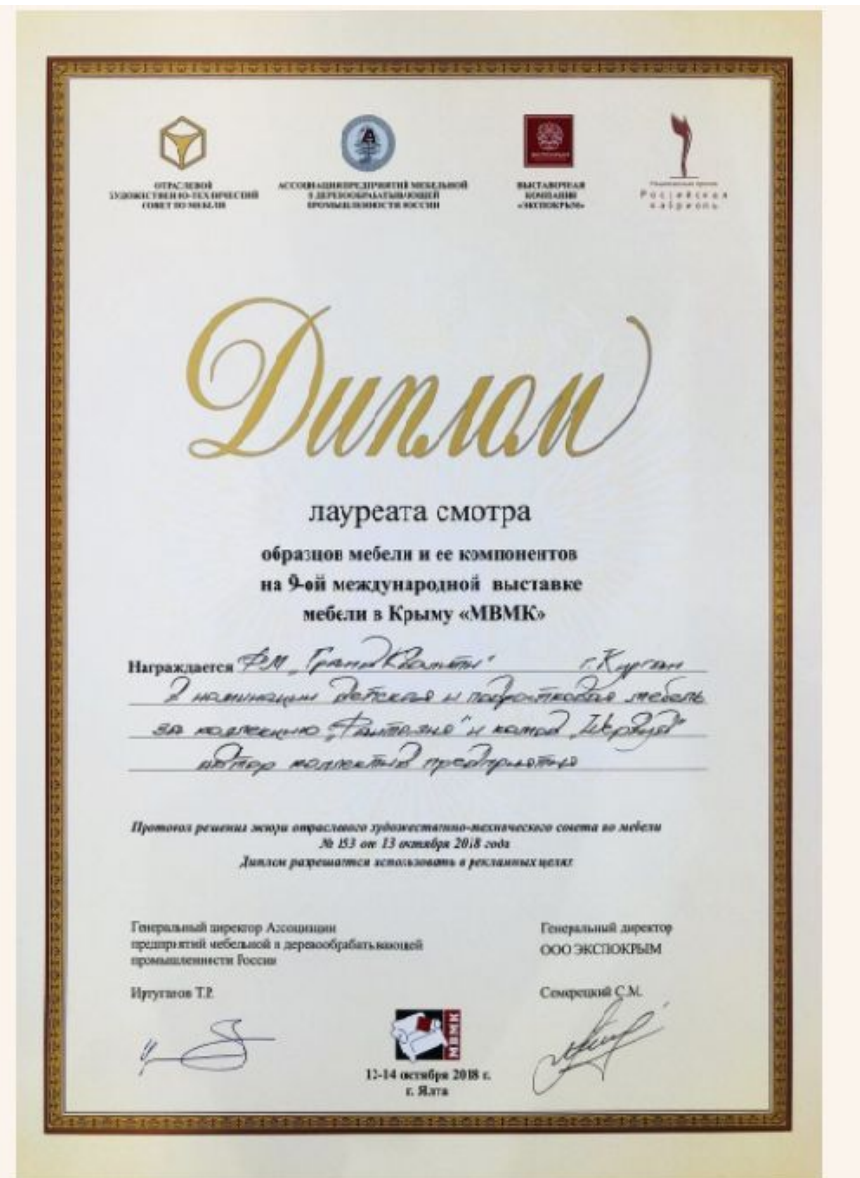 ОТРАСЛЕВОЙ
ХУДОЖЕСТВЕННО-ТЕХНИЧЕСКИЙ
СОВЕТ ПО МЕБЕЛИ
АССОЦИАЦИЯ ПРЕДПРИЯТИЙ МЕБЕЛЬНОЙ
И ДЕРЕВООБРАБАТЫВАЮЩЕЙ
ПРОМЫШЛЕННОСТИ РОССИИ
ЭКСПОКРЫМ
ВЫСТАВОЧНАЯ
КОМПАНИЯ
«ЭКСПОКРЫМ»
Национальная премия
Российская
кабриоль
Диплом
лауреата смотра
образцов мебели и ее компонентов
на 9-ой международной выставке
мебели в Крыму «МВМК»
Награждается ФМ "Гранд Кволити" г. Курган
в номинации Детская и подростковая мебель
за коллекцию "Фантазия" и комод
автор коллектив предприятия
Протокол решения жюри отраслевого художественно-технического совета по мебели
№ 153 от 13 октября 2018 года
Диплом разрешается использовать в рекламных целях
Генеральный директор Ассоциации
предприятий мебельной и деревообрабатывающей
промышленности России
Иртуганов Т.Р.
Генеральный директор
ООО ЭКСПОКРЫМ
Семерецкий С.М.
МВМК
12-14 октября 2018 г.
г. Ялта